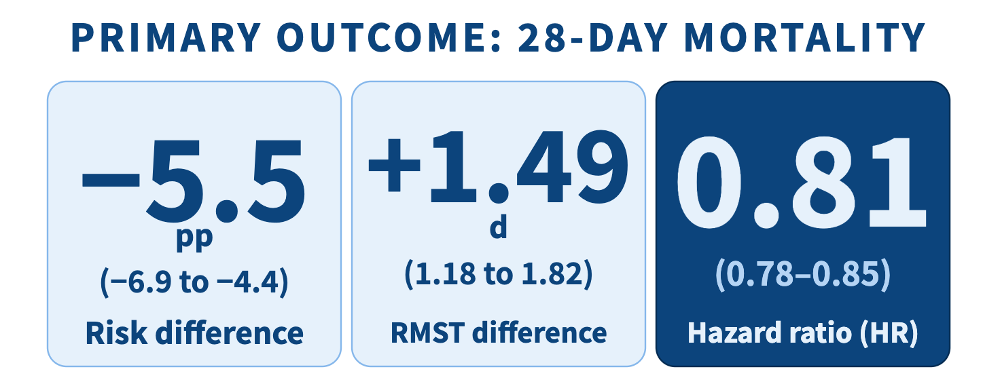 PRIMARY OUTCOME: 28-DAY MORTALITY
−5.5
pp
(−6.9 to −4.4)
Risk difference
+1.49
d
(1.18 to 1.82)
RMST difference
0.81
(0.78–0.85)
Hazard ratio (HR)